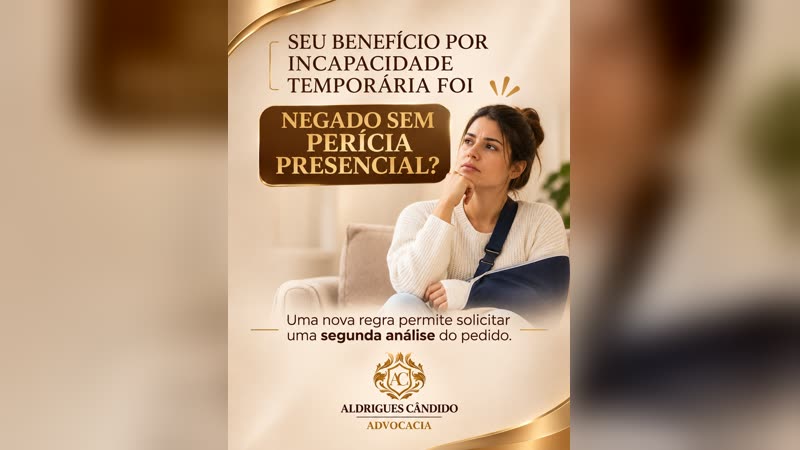 SEU BENEFÍCIO POR
INCAPACIDADE
TEMPORÁRIA FOI
NEGADO SEM
PERÍCIA
PRESENCIAL?
Uma nova regra permite solicitar
uma segunda análise do pedido.
AC
ALDRIGUES CÂNDIDO
ADVOCACIA